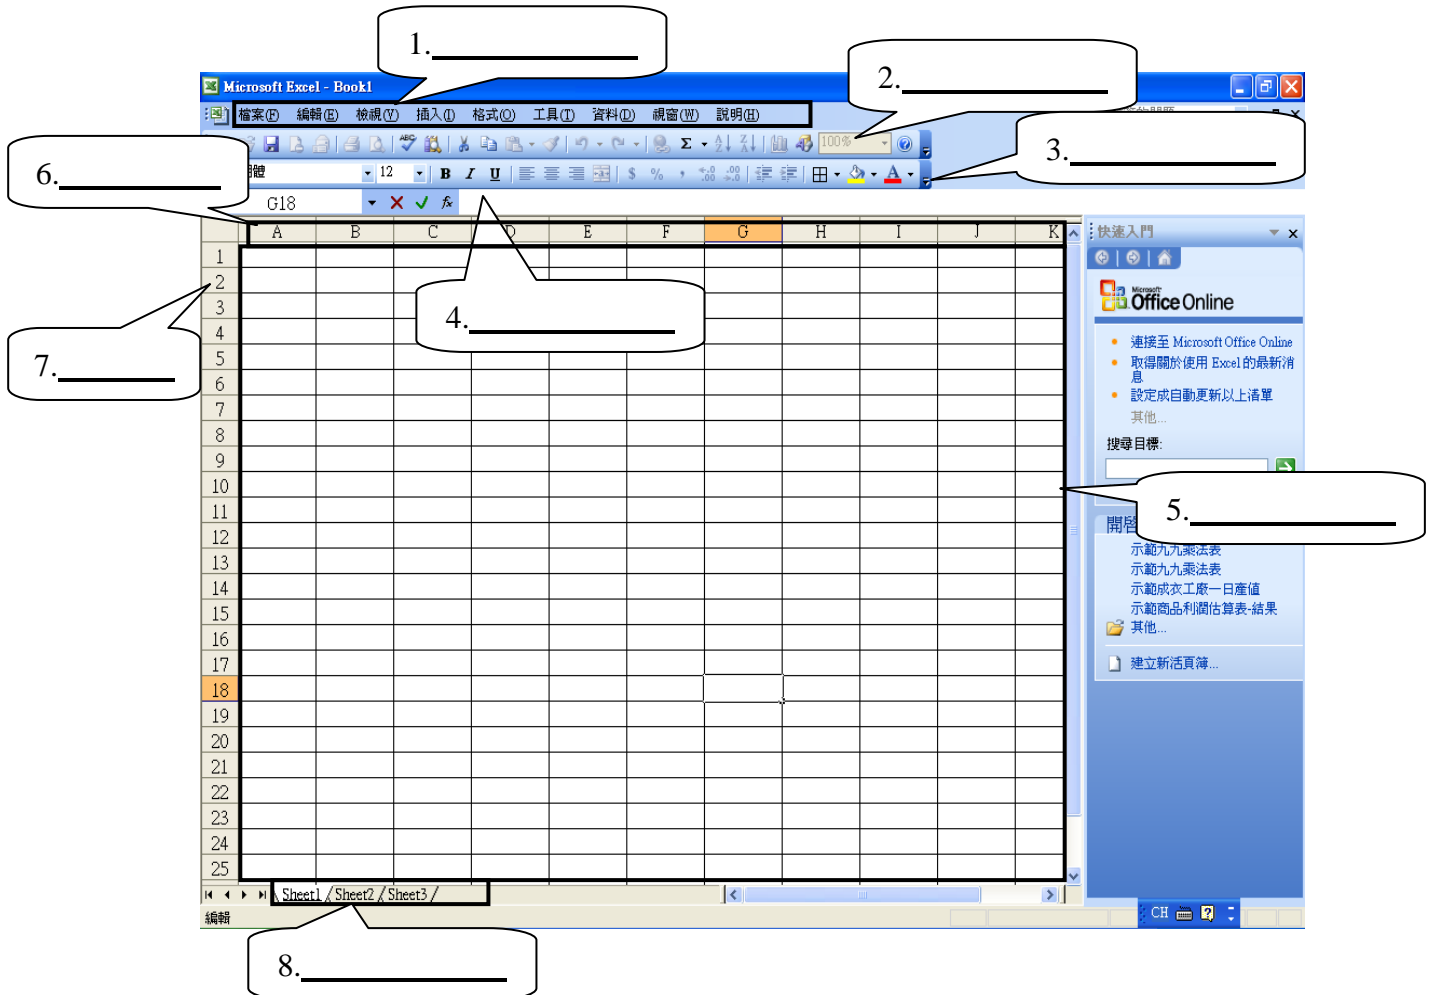 1.
2.
Microsoft Excel - Book1
檔案(F) 編輯(E) 檢視(V) 插入(I) 格式(O) 工具(T) 資料(D) 視窗(W) 說明(H)
100%
3.
6.
12 B I U $ % ,
G18 fx
A B C D E F G H I J K
快速入門
1
2
3
4
5
6
7
8
9
10
11
12
13
14
15
16
17
18
19
20
21
22
23
24
25
4.
7.
Microsoft
Office Online
連接至 Microsoft Office Online
取得關於使用 Excel 的最新消
息
設定成自動更新以上清單
其他...
搜尋目標:
5.
示範九九乘法表
示範九九乘法表
示範成衣工廠一日產值
示範商品利潤估算表-結果
其他...
建立新活頁簿...
Sheet1 / Sheet2 / Sheet3 /
編輯
CH
8.